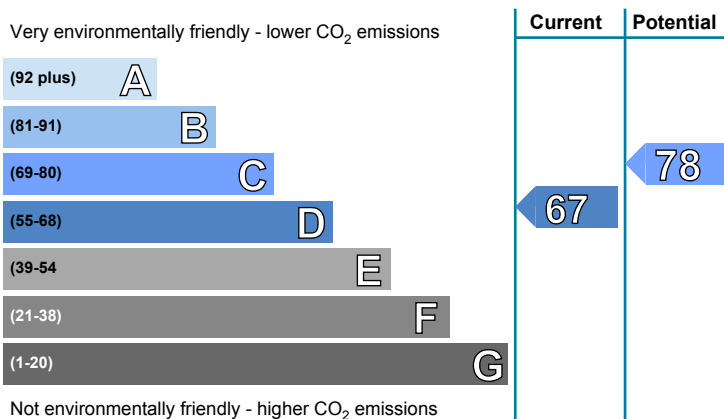 Current Potential
Very environmentally friendly - lower CO2 emissions
(92 plus) A
(81-91) B
(69-80) C
78
(55-68) D
67
(39-54 E
(21-38) F
(1-20) G
Not environmentally friendly - higher CO2 emissions